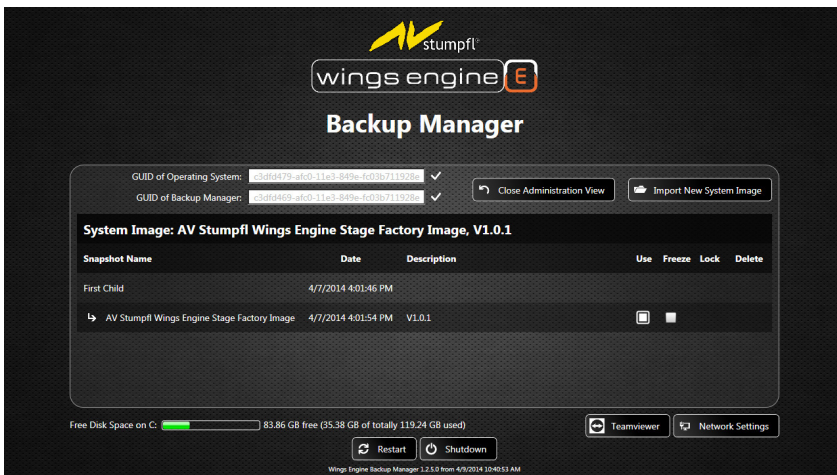 AV
stumpfl®
wings engine E
Backup Manager
GUID of Operating System: c3dfd479-afc0-11e3-849e-fc03b711928e
GUID of Backup Manager: c3dfd469-afc0-11e3-849e-fc03b711928e
Close Administration View
Import New System Image
System Image: AV Stumpfl Wings Engine Stage Factory Image, V1.0.1
Snapshot Name Date Description Use Freeze Lock Delete
First Child 4/7/2014 4:01:46 PM
AV Stumpfl Wings Engine Stage Factory Image 4/7/2014 4:01:54 PM V1.0.1
Free Disk Space on C: 83.86 GB free (35.38 GB of totally 119.24 GB used)
Teamviewer
Network Settings
Restart
Shutdown
Wings Engine Backup Manager 1.2.5.0 from 4/9/2014 10:40:53 AM